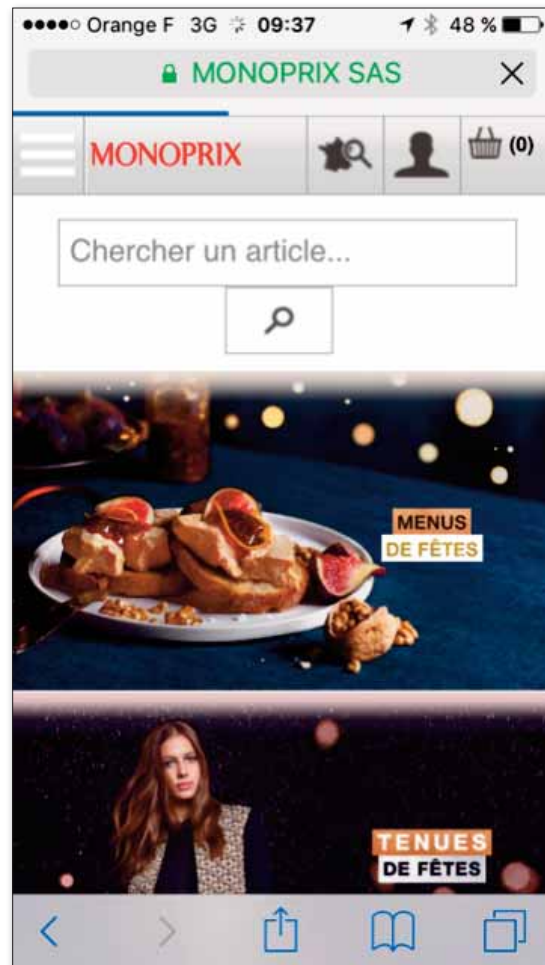 Orange F 3G 09:37 48 %
MONOPRIX SAS
MONOPRIX (0)
Chercher un article...
MENUS
DE FÊTES
TENUES
DE FÊTES